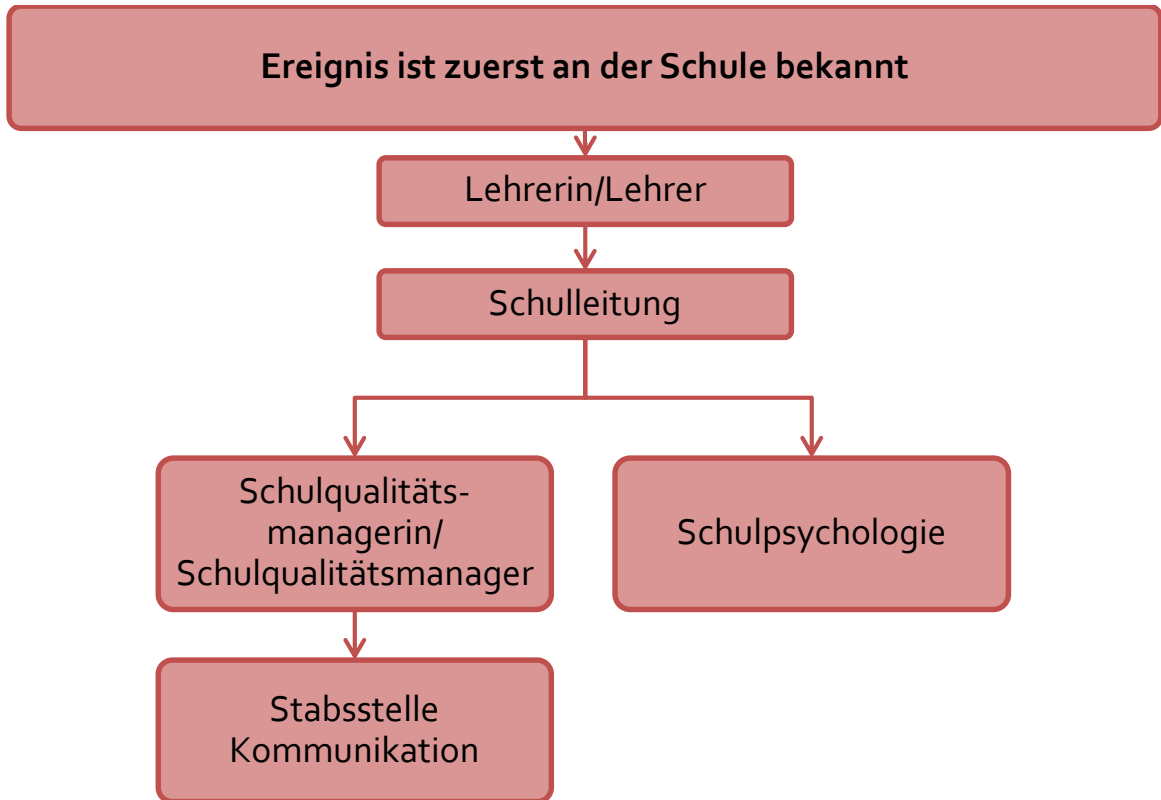 Ereignis ist zuerst an der Schule bekannt
Lehrerin/Lehrer
Schulleitung
Schulqualitäts-
managerin/
Schulqualitätsmanager
Schulpsychologie
Stabsstelle
Kommunikation